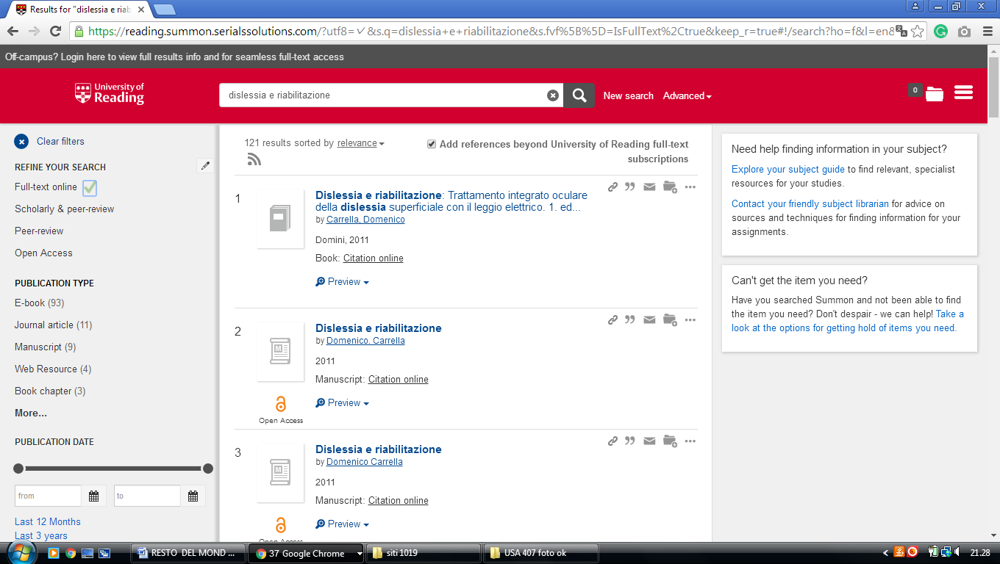 Results for "dislessia e riab
https://reading.summon.serialssolutions.com/?utf8=✓&s.q=dislessia+e+riabilitazione&s.fvf%5B%5D=IsFullText%2Ctrue&keep_r=true#!/search?ho=f&l=en&
Off-campus? Login here to view full results info and for seamless full-text access
University of
Reading
dislessia e riabilitazione
New search
Advanced
0
Clear filters
REFINE YOUR SEARCH
Full-text online
Scholarly & peer-review
Peer-review
Open Access
PUBLICATION TYPE
E-book (93)
Journal article (11)
Manuscript (9)
Web Resource (4)
Book chapter (3)
More...
PUBLICATION DATE
from
to
Last 12 Months
Last 3 years
121 results sorted by relevance
Add references beyond University of Reading full-text
subscriptions
1
Dislessia e riabilitazione: Trattamento integrato oculare
della dislessia superficiale con il leggio elettrico. 1. ed...
by Carrella, Domenico
Domini, 2011
Book: Citation online
Preview
2
Dislessia e riabilitazione
by Domenico. Carrella
2011
Manuscript: Citation online
Open Access
Preview
3
Dislessia e riabilitazione
by Domenico Carrella
2011
Manuscript: Citation online
Preview
Open Access
Need help finding information in your subject?
Explore your subject guide to find relevant, specialist
resources for your studies.
Contact your friendly subject librarian for advice on
sources and techniques for finding information for your
assignments.
Can't get the item you need?
Have you searched Summon and not been able to find
the item you need? Don't despair - we can help! Take a
look at the options for getting hold of items you need.
RESTO DEL MOND ...
37 Google Chrome
siti 1019
USA 407 foto ok
21.28